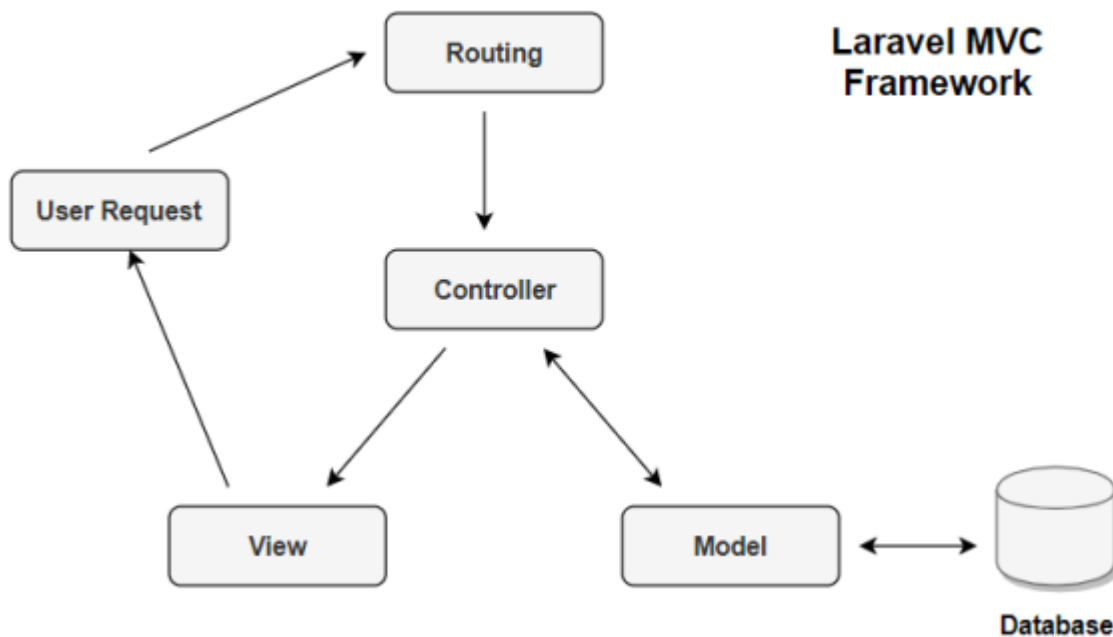 Routing
Laravel MVC
Framework
User Request
Controller
View
Model
Database